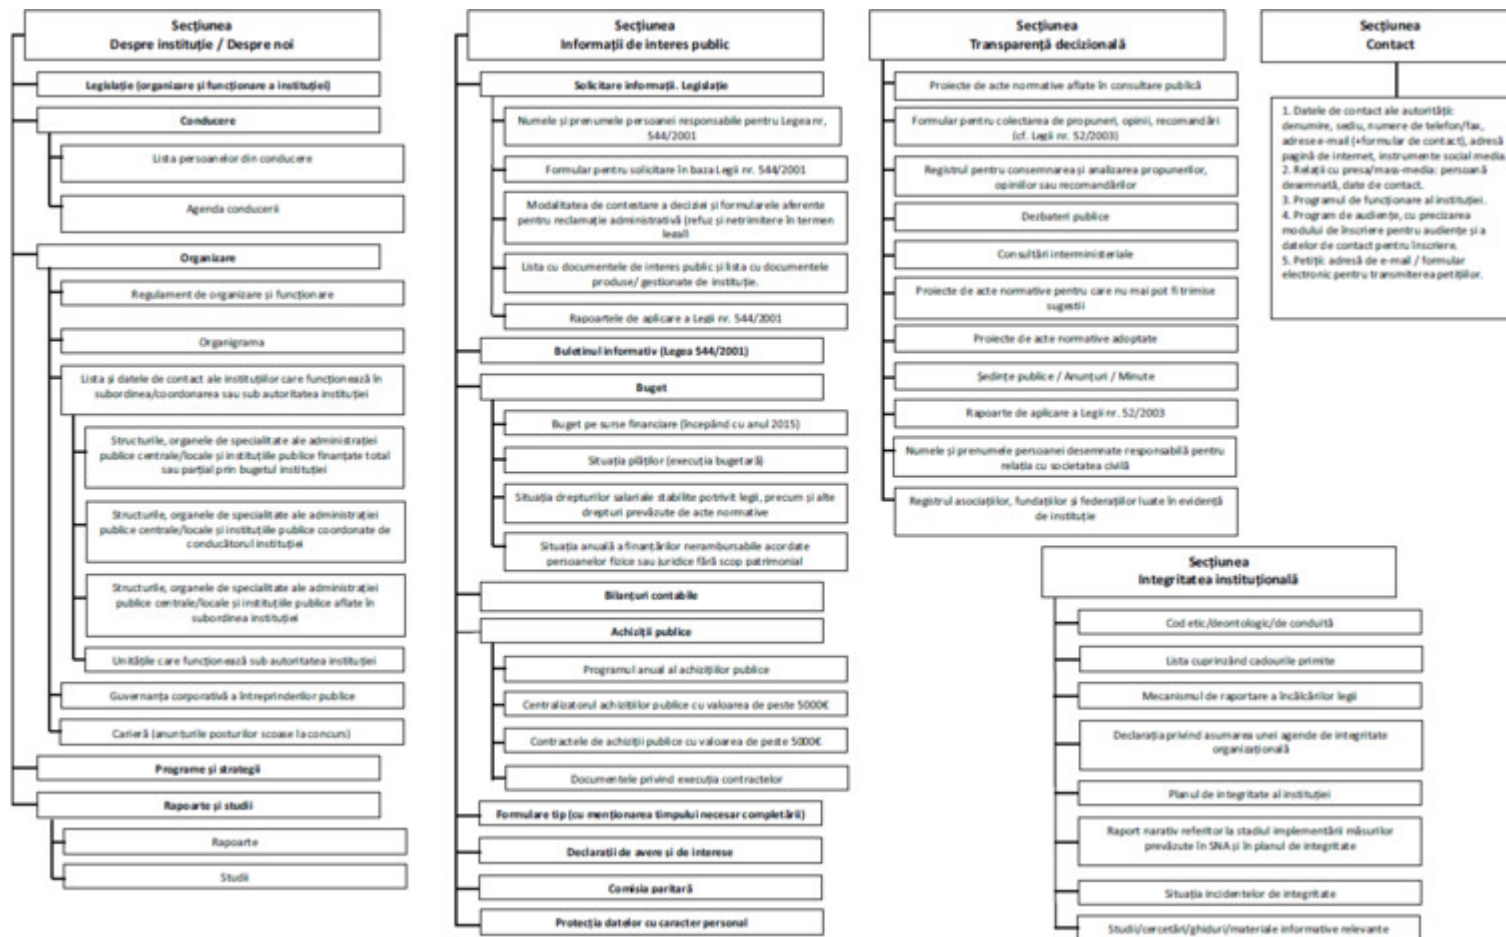 Secțiunea
Despre instituție / Despre noi
Legislație (organizare și funcționare a instituției)
Conducere
Lista persoanelor din conducere
Agenda conducerii
Organizare
Regulament de organizare și funcționare
Organigrama
Lista și datele de contact ale instituțiilor care funcționează în
subordinea/coordonarea sau sub autoritatea instituției
Structurile, organele de specialitate ale administrației
publice centrale/locale și instituțiile publice finanțate total
sau parțial prin bugetul instituției
Structurile, organele de specialitate ale administrației
publice centrale/locale și instituțiile publice coordonate de
conducătorul instituției
Structurile, organele de specialitate ale administrației
publice centrale/locale și instituțiile publice aflate în
subordinea instituției
Unitățile care funcționează sub autoritatea instituției
Guvernanța corporativă a întreprinderilor publice
Carieră (anunțurile posturilor scoase la concurs)
Programe și strategii
Rapoarte și studii
Rapoarte
Studii
Secțiunea
Informații de interes public
Solicitare informații. Legislație
Numele și prenumele persoanei responsabile pentru Legea nr,
544/2001
Formular pentru solicitare în baza Legii nr. 544/2001
Modalitatea de contestare a deciziei și formularele aferente
pentru reclamație administrativă (refuz și netrimitere în termen
legal)
Lista cu documentele de interes public și lista cu documentele
produse/ gestionate de instituție.
Rapoartele de aplicare a Legii nr. 544/2001
Buletinul informativ (Legea 544/2001)
Buget
Buget pe surse financiare (începând cu anul 2015)
Situația plăților (execuția bugetară)
Situația drepturilor salariale stabilite potrivit legii, precum și alte
drepturi prevăzute de acte normative
Situația anuală a finanțărilor nerambursabile acordate
persoanelor fizice sau juridice fără scop patrimonial
Bilanțuri contabile
Achiziții publice
Programul anual al achizițiilor publice
Centralizatorul achizițiilor publice cu valoarea de peste 5000€
Contractele de achiziții publice cu valoarea de peste 5000€
Documentele privind execuția contractelor
Formulare tip (cu menționarea timpului necesar completării)
Declarații de avere și de interese
Comisia paritară
Protecția datelor cu caracter personal
Secțiunea
Transparență decizională
Proiecte de acte normative aflate în consultare publică
Formular pentru colectarea de propuneri, opinii, recomandări
(cf. Legii nr. 52/2003)
Registrul pentru consemnarea și analizarea propunerilor,
opiniilor sau recomandărilor
Dezbateri publice
Consultări interministeriale
Proiecte de acte normative pentru care nu mai pot fi trimise
sugestii
Proiecte de acte normative adoptate
Ședințe publice / Anunțuri / Minute
Rapoarte de aplicare a Legii nr. 52/2003
Numele și prenumele persoanei desemnate responsabilă pentru
relația cu societatea civilă
Registrul asociațiilor, fundațiilor și federațiilor luate în evidență
de instituție
Secțiunea
Contact
1. Datele de contact ale autorității:
denumire, sediu, numere de telefon/fax,
adrese e-mail (+formular de contact), adresă
pagină de internet, instrumente social media.
2. Relații cu presa/mass-media: persoană
desemnată, date de contact.
3. Programul de funcționare al instituției.
4. Program de audiențe, cu precizarea
modului de înscriere pentru audiențe și a
datelor de contact pentru înscriere.
5. Petiții: adresă de e-mail / formular
electronic pentru transmiterea petițiilor.
Secțiunea
Integritatea instituțională
Cod etic/deontologic/de conduită
Lista cuprinzând cadourile primite
Mecanismul de raportare a încălcărilor legii
Declarația privind asumarea unei agende de integritate
organizațională
Planul de integritate al instituției
Raport narativ referitor la stadiul implementării măsurilor
prevăzute în SNA și în planul de integritate
Situația incidentelor de integritate
Studii/cercetări/ghiduri/materiale informative relevante